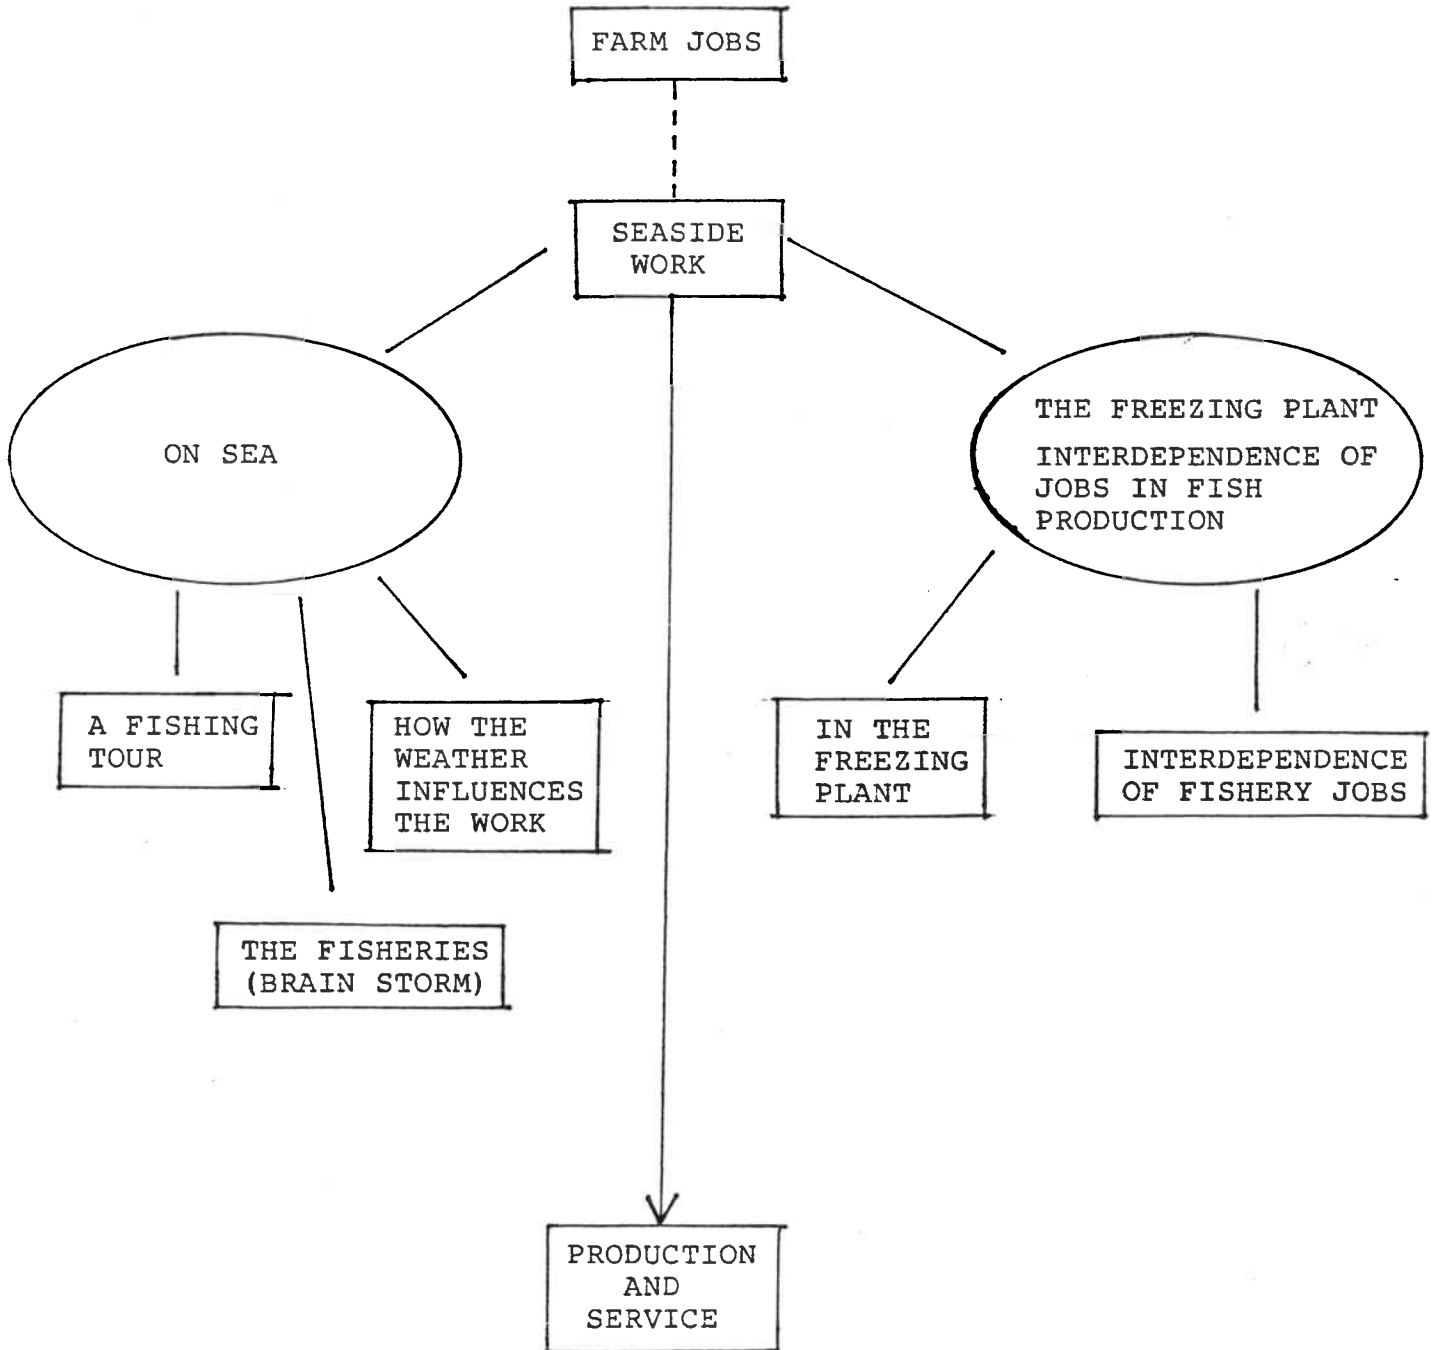 FARM JOBS
SEASIDE
WORK
ON SEA
THE FREEZING PLANT
INTERDEPENDENCE OF
JOBS IN FISH
PRODUCTION
A FISHING
TOUR
HOW THE
WEATHER
INFLUENCES
THE WORK
IN THE
FREEZING
PLANT
INTERDEPENDENCE
OF FISHERY JOBS
THE FISHERIES
(BRAIN STORM)
PRODUCTION
AND
SERVICE